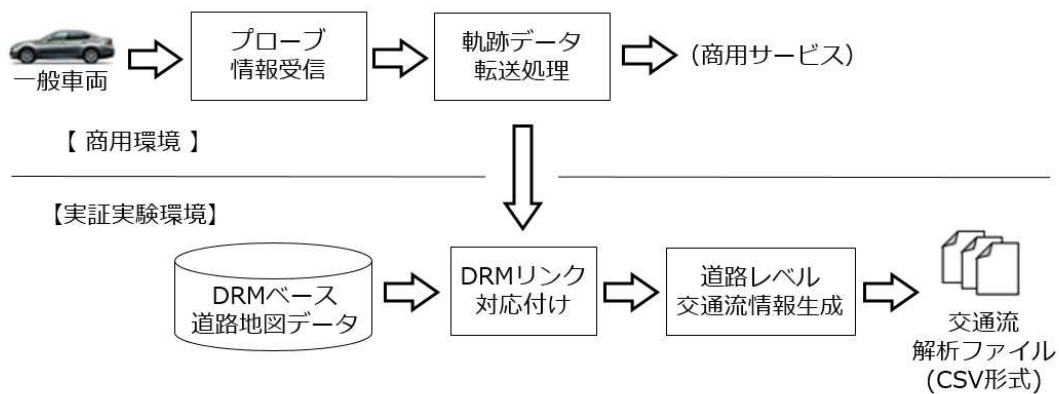 プローブ
情報受信
軌跡データ
転送処理
(商用サービス)
一般車両
【 商用環境 】
【実証実験環境】
DRMベース
道路地図データ
DRMリンク
対応付け
道路レベル
交通流情報生成
交通流
解析ファイル
(CSV形式)